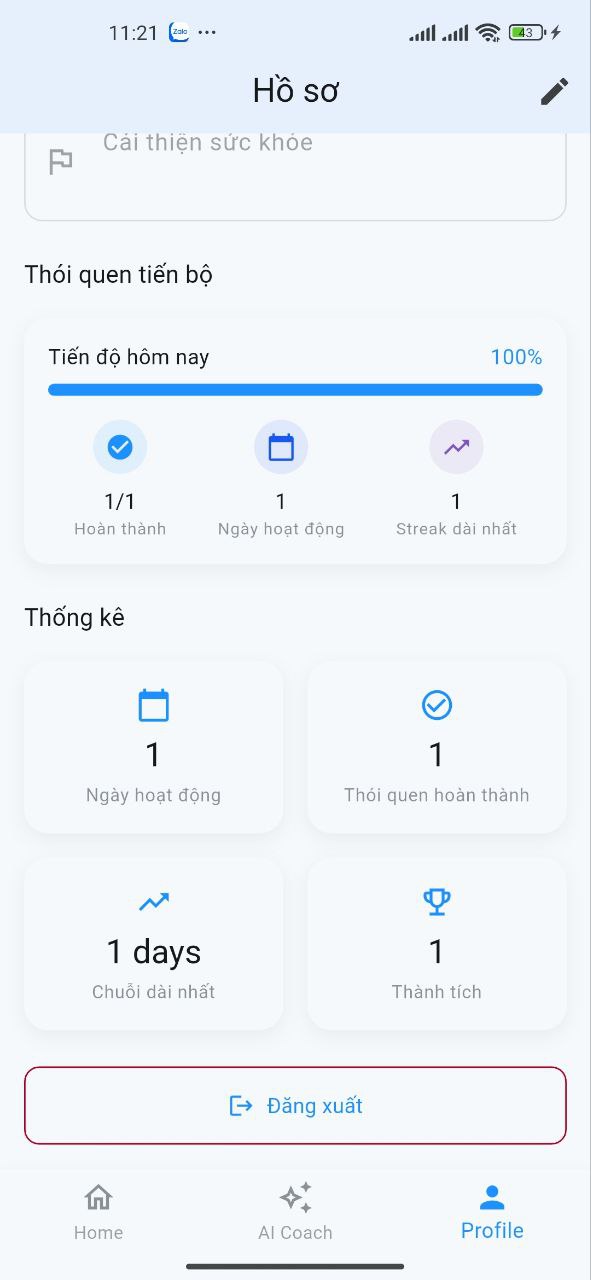 11:21 Zalo ... 43
Hồ sơ
Cải thiện sức khỏe
Thói quen tiến bộ
Tiến độ hôm nay 100%
1/1 1 1
Hoàn thành Ngày hoạt động Streak dài nhất
Thống kê
1 1
Ngày hoạt động Thói quen hoàn thành
1 days 1
Chuỗi dài nhất Thành tích
Đăng xuất
Home AI Coach Profile